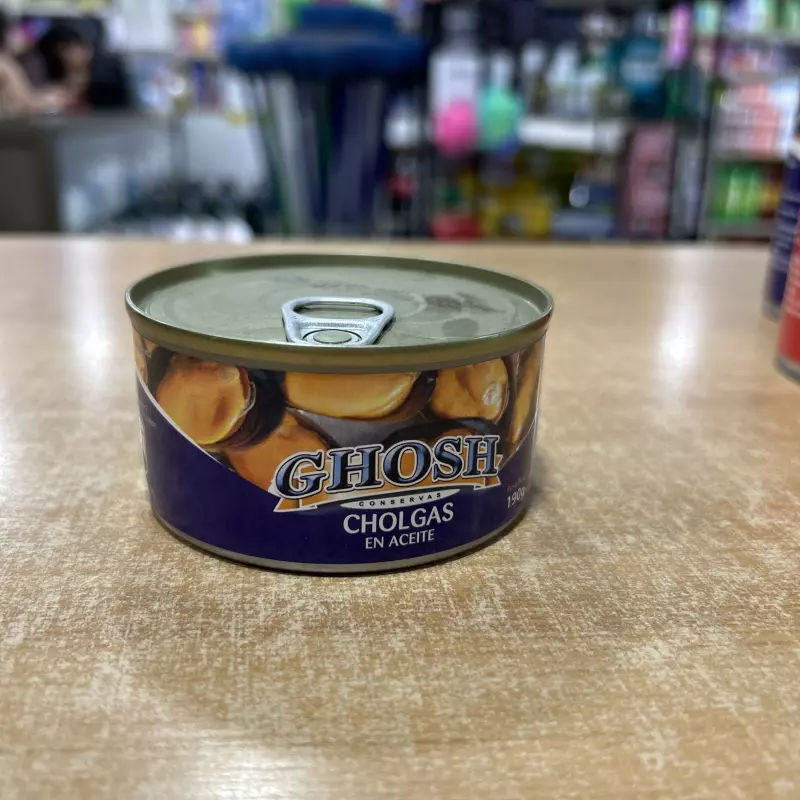 GHOSH
CONSERVAS
CHOLGAS
EN ACEITE
190g